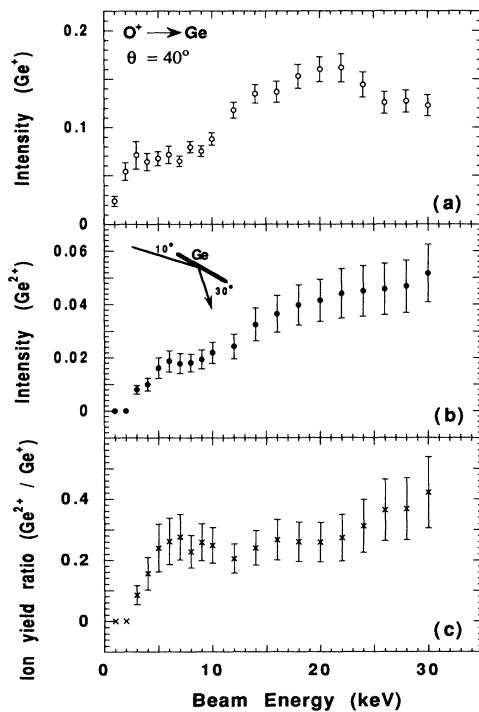 0.2
O⁺ → Ge
θ = 40°
0.1
0
Intensity (Ge⁺)
(a)
0.06
10°
Ge
30°
0.04
0.02
0
Intensity (Ge²⁺)
(b)
0.4
0.2
0
Ion yield ratio (Ge²⁺ / Ge⁺)
(c)
0 10 20 30
Beam Energy (keV)